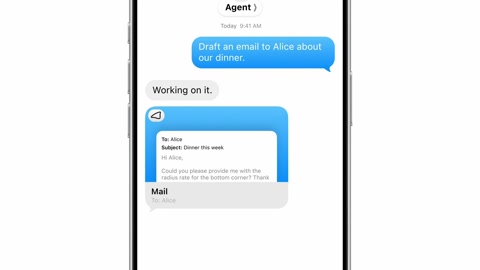 Agent
Today 9:41 AM
Draft an email to Alice about
our dinner.
Working on it.
To: Alice
Subject: Dinner this week
Hi Alice,
Could you please provide me with the
radius rate for the bottom corner? Thank
Mail
To: Alice